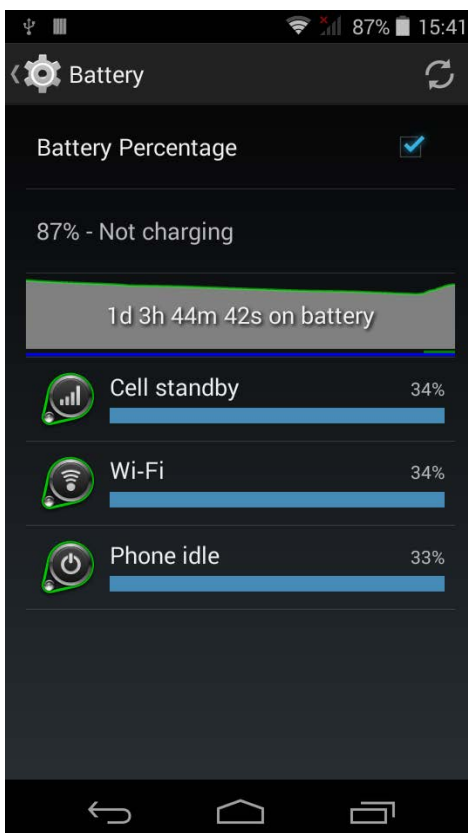 87% 15:41
Battery
Battery Percentage
87% - Not charging
1d 3h 44m 42s on battery
Cell standby 34%
Wi-Fi 34%
Phone idle 33%